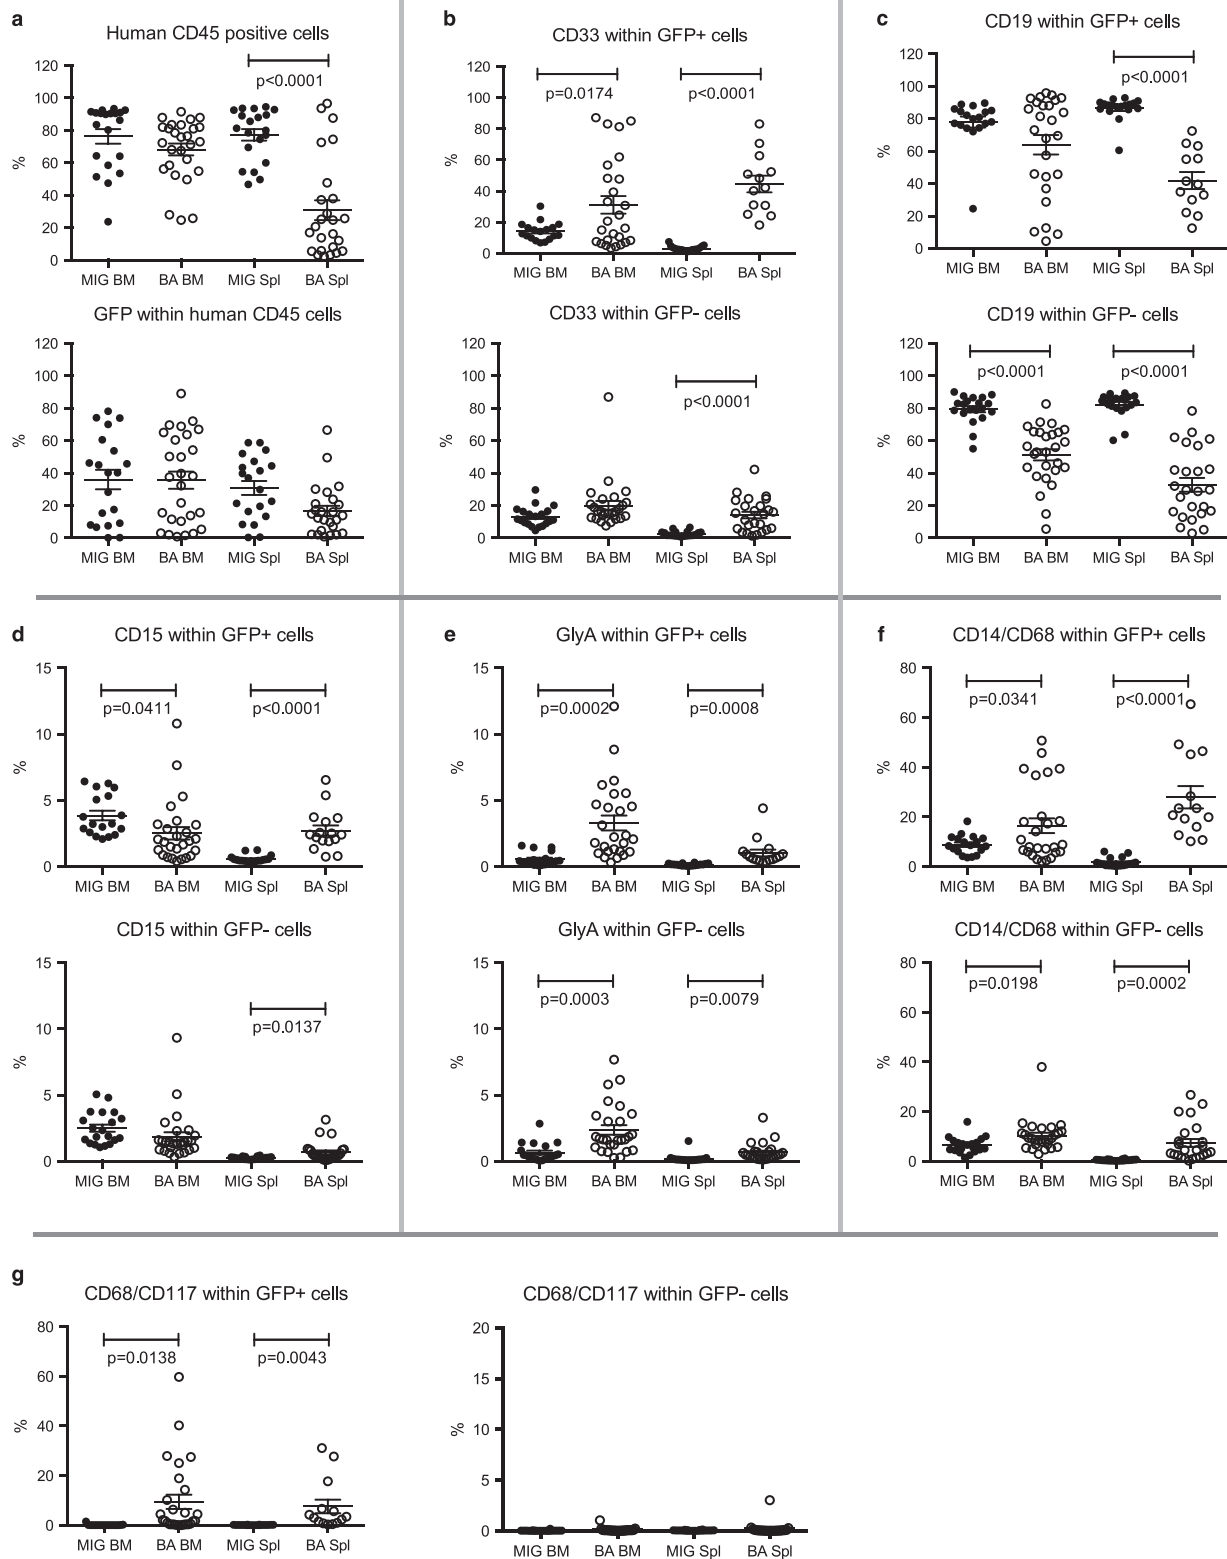 a
Human CD45 positive cells
p<0.0001
120
100
80
60
40
20
0
%
MIG BM BA BM MIG Spl BA Spl
GFP within human CD45 cells
120
100
80
60
40
20
0
%
MIG BM BA BM MIG Spl BA Spl
b
CD33 within GFP+ cells
p=0.0174 p<0.0001
120
100
80
60
40
20
0
%
MIG BM BA BM MIG Spl BA Spl
CD33 within GFP- cells
p<0.0001
120
100
80
60
40
20
0
%
MIG BM BA BM MIG Spl BA Spl
c
CD19 within GFP+ cells
p<0.0001
120
100
80
60
40
20
0
%
MIG BM BA BM MIG Spl BA Spl
CD19 within GFP- cells
p<0.0001 p<0.0001
120
100
80
60
40
20
0
%
MIG BM BA BM MIG Spl BA Spl
d
CD15 within GFP+ cells
p=0.0411 p<0.0001
15
10
5
0
%
MIG BM BA BM MIG Spl BA Spl
CD15 within GFP- cells
p=0.0137
15
10
5
0
%
MIG BM BA BM MIG Spl BA Spl
e
GlyA within GFP+ cells
p=0.0002 p=0.0008
15
10
5
0
%
MIG BM BA BM MIG Spl BA Spl
GlyA within GFP- cells
p=0.0003 p=0.0079
15
10
5
0
%
MIG BM BA BM MIG Spl BA Spl
f
CD14/CD68 within GFP+ cells
p=0.0341 p<0.0001
80
60
40
20
0
%
MIG BM BA BM MIG Spl BA Spl
CD14/CD68 within GFP- cells
p=0.0198 p=0.0002
80
60
40
20
0
%
MIG BM BA BM MIG Spl BA Spl
g
CD68/CD117 within GFP+ cells
p=0.0138 p=0.0043
80
60
40
20
0
%
MIG BM BA BM MIG Spl BA Spl
CD68/CD117 within GFP- cells
20
15
10
5
0
%
MIG BM BA BM MIG Spl BA Spl